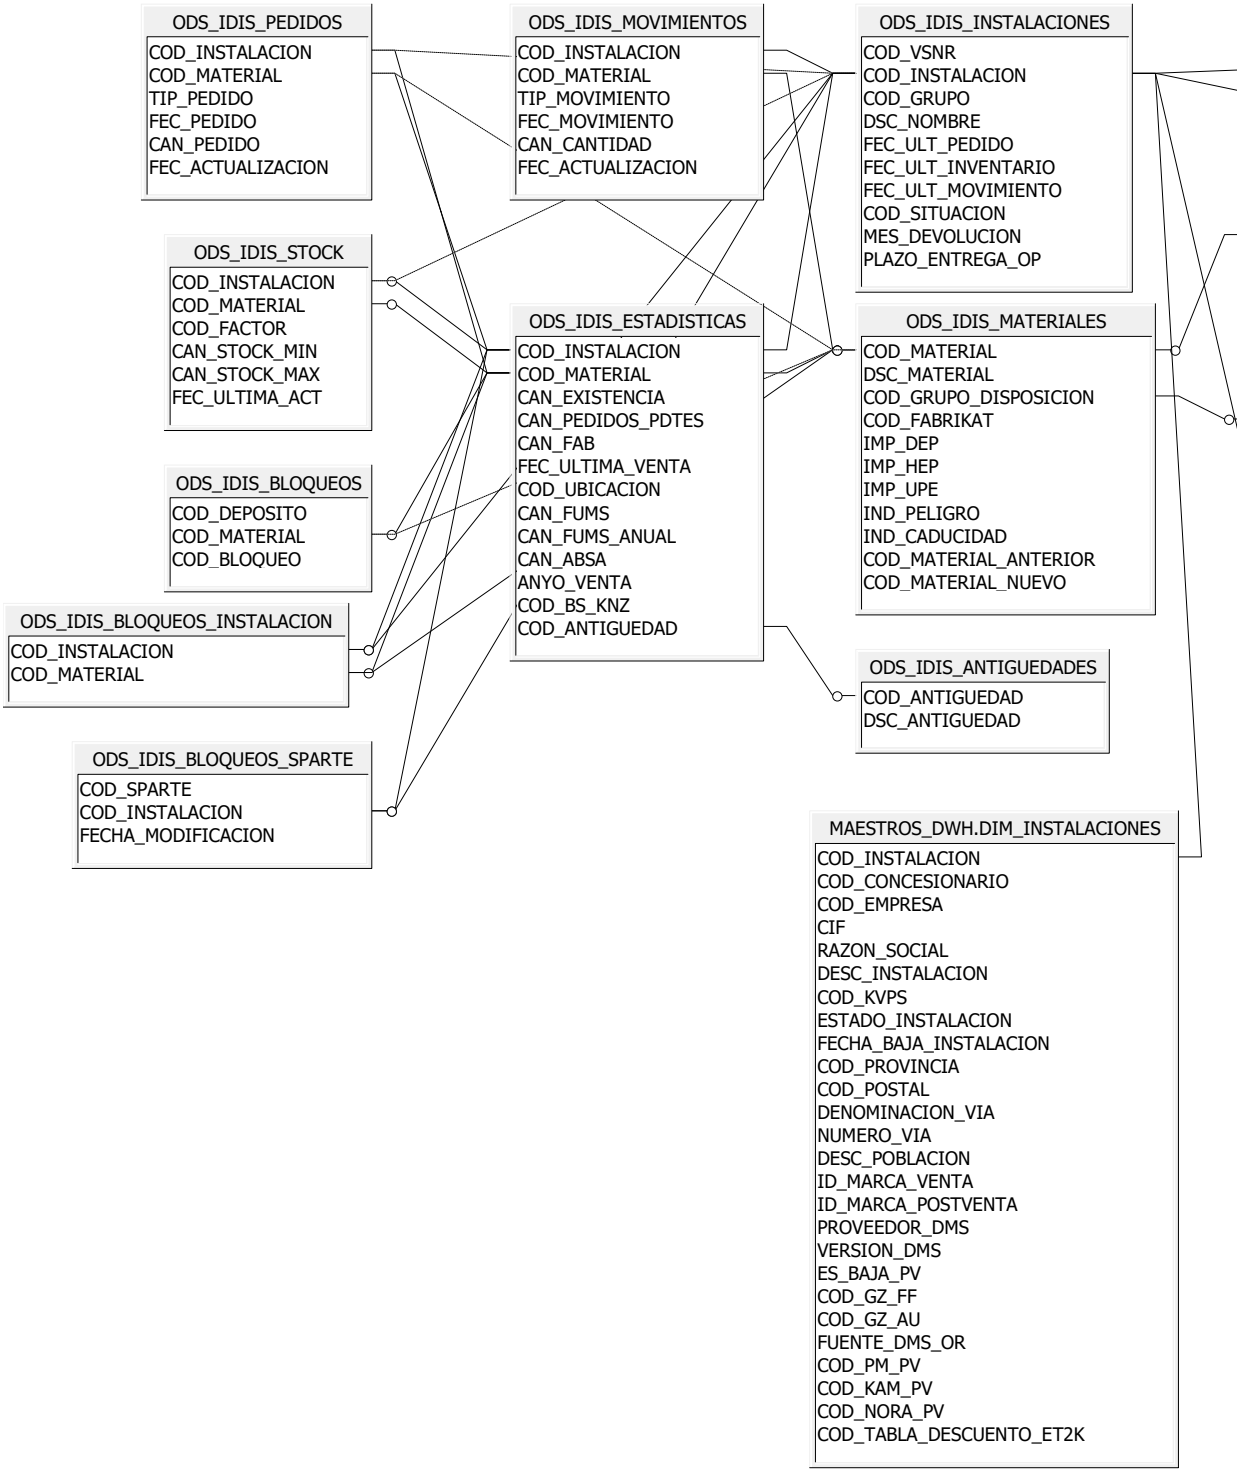 ODS_IDIS_PEDIDOS
COD_INSTALACION
COD_MATERIAL
TIP_PEDIDO
FEC_PEDIDO
CAN_PEDIDO
FEC_ACTUALIZACION
ODS_IDIS_MOVIMIENTOS
COD_INSTALACION
COD_MATERIAL
TIP_MOVIMIENTO
FEC_MOVIMIENTO
CAN_CANTIDAD
FEC_ACTUALIZACION
ODS_IDIS_INSTALACIONES
COD_VSNR
COD_INSTALACION
COD_GRUPO
DSC_NOMBRE
FEC_ULT_PEDIDO
FEC_ULT_INVENTARIO
FEC_ULT_MOVIMIENTO
COD_SITUACION
MES_DEVOLUCION
PLAZO_ENTREGA_OP
ODS_IDIS_STOCK
COD_INSTALACION
COD_MATERIAL
COD_FACTOR
CAN_STOCK_MIN
CAN_STOCK_MAX
FEC_ULTIMA_ACT
ODS_IDIS_ESTADISTICAS
COD_INSTALACION
COD_MATERIAL
CAN_EXISTENCIA
CAN_PEDIDOS_PDTES
CAN_FAB
FEC_ULTIMA_VENTA
COD_UBICACION
CAN_FUMS
CAN_FUMS_ANUAL
CAN_ABSA
ANYO_VENTA
COD_BS_KNZ
COD_ANTIGUEDAD
ODS_IDIS_MATERIALES
COD_MATERIAL
DSC_MATERIAL
COD_GRUPO_DISPOSICION
COD_FABRIKAT
IMP_DEP
IMP_HEP
IMP_UPE
IND_PELIGRO
IND_CADUCIDAD
COD_MATERIAL_ANTERIOR
COD_MATERIAL_NUEVO
ODS_IDIS_BLOQUEOS
COD_DEPOSITO
COD_MATERIAL
COD_BLOQUEO
ODS_IDIS_BLOQUEOS_INSTALACION
COD_INSTALACION
COD_MATERIAL
ODS_IDIS_ANTIGUEDADES
COD_ANTIGUEDAD
DSC_ANTIGUEDAD
ODS_IDIS_BLOQUEOS_SPARTE
COD_SPARTE
COD_INSTALACION
FECHA_MODIFICACION
MAESTROS_DWH.DIM_INSTALACIONES
COD_INSTALACION
COD_CONCESIONARIO
COD_EMPRESA
CIF
RAZON_SOCIAL
DESC_INSTALACION
COD_KVPS
ESTADO_INSTALACION
FECHA_BAJA_INSTALACION
COD_PROVINCIA
COD_POSTAL
DENOMINACION_VIA
NUMERO_VIA
DESC_POBLACION
ID_MARCA_VENTA
ID_MARCA_POSTVENTA
PROVEEDOR_DMS
VERSION_DMS
ES_BAJA_PV
COD_GZ_FF
COD_GZ_AU
FUENTE_DMS_OR
COD_PM_PV
COD_KAM_PV
COD_NORA_PV
COD_TABLA_DESCUENTO_ET2K